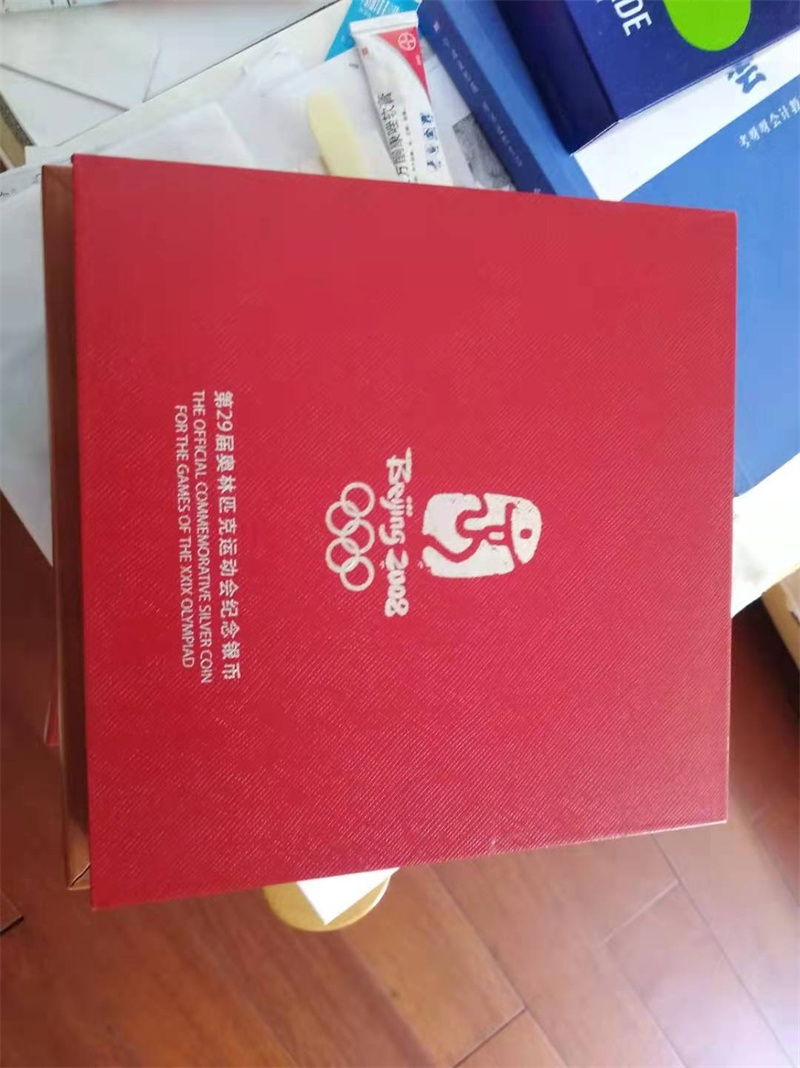 Beijing 2008
第29届奥林匹克运动会纪念银币
THE OFFICIAL COMMEMORATIVE SILVER COIN
FOR THE GAMES OF THE XXIX OLYMPIAD
DE